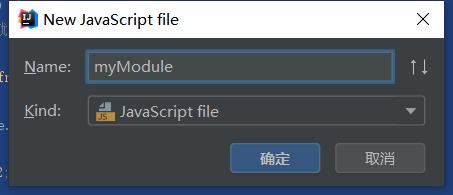 New JavaScript file
Name: myModule
Kind: JavaScript file
确定 取消